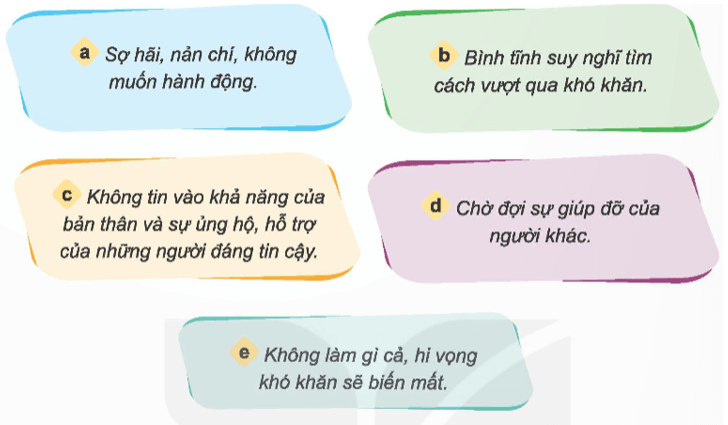 a Sợ hãi, nản chí, không
muốn hành động.
b Bình tĩnh suy nghĩ tìm
cách vượt qua khó khăn.
c Không tin vào khả năng của
bản thân và sự ủng hộ, hỗ trợ
của những người đáng tin cậy.
d Chờ đợi sự giúp đỡ của
người khác.
e Không làm gì cả, hi vọng
khó khăn sẽ biến mất.